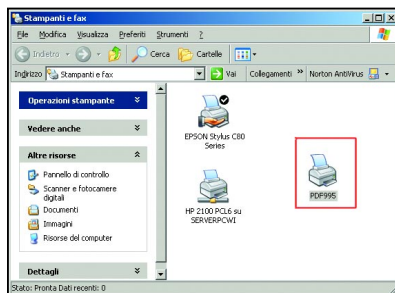 Stampanti e fax
File Modifica Visualizza Preferiti Strumenti ?
Indietro Cerca Cartelle
Indirizzo Stampanti e fax Vai Collegamenti » Norton AntiVirus
Operazioni stampante
Vedere anche
Altre risorse
Pannello di controllo
Scanner e fotocamere
digitali
Documenti
Immagini
Risorse del computer
Dettagli
EPSON Stylus C80
Series
HP 2100 PCL6 su
SERVERPCWI
PDF995
Stato: Pronta Dati recenti: 0